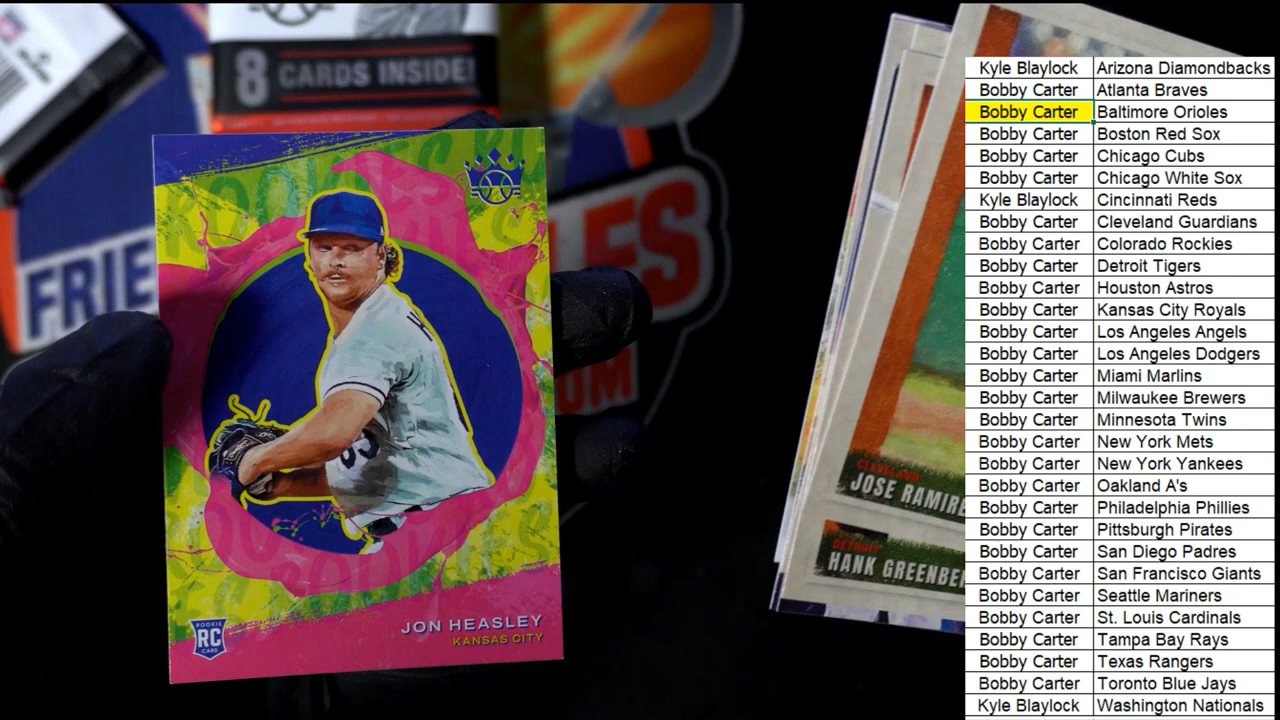 8 CARDS INSIDE!
FRIE
LES
OM
ROOKIES
JON HEASLEY
KANSAS CITY
ROOKIE
RC
CARD
CLEVELAND
JOSE RAMIRE
DETROIT
HANK GREENBE
Kyle Blaylock Arizona Diamondbacks
Bobby Carter Atlanta Braves
Bobby Carter Baltimore Orioles
Bobby Carter Boston Red Sox
Bobby Carter Chicago Cubs
Bobby Carter Chicago White Sox
Kyle Blaylock Cincinnati Reds
Bobby Carter Cleveland Guardians
Bobby Carter Colorado Rockies
Bobby Carter Detroit Tigers
Bobby Carter Houston Astros
Bobby Carter Kansas City Royals
Bobby Carter Los Angeles Angels
Bobby Carter Los Angeles Dodgers
Bobby Carter Miami Marlins
Bobby Carter Milwaukee Brewers
Bobby Carter Minnesota Twins
Bobby Carter New York Mets
Bobby Carter New York Yankees
Bobby Carter Oakland A's
Bobby Carter Philadelphia Phillies
Bobby Carter Pittsburgh Pirates
Bobby Carter San Diego Padres
Bobby Carter San Francisco Giants
Bobby Carter Seattle Mariners
Bobby Carter St. Louis Cardinals
Bobby Carter Tampa Bay Rays
Bobby Carter Texas Rangers
Bobby Carter Toronto Blue Jays
Kyle Blaylock Washington Nationals